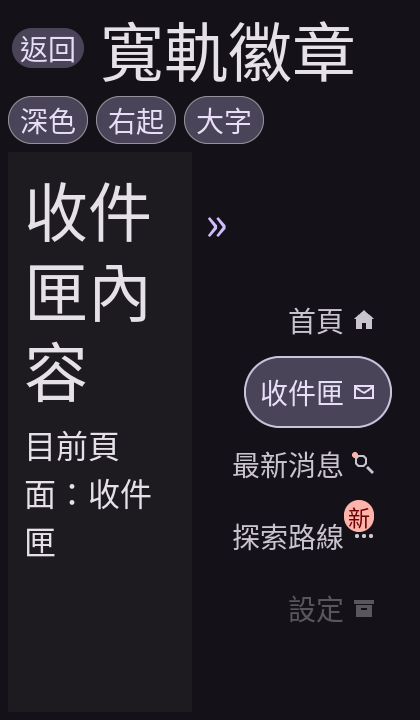 返回 寬軌徽章
深色 右起 大字
收件
匣內
容
目前頁
面：收件
匣
首頁
收件匣
最新消息
新
探索路線
設定